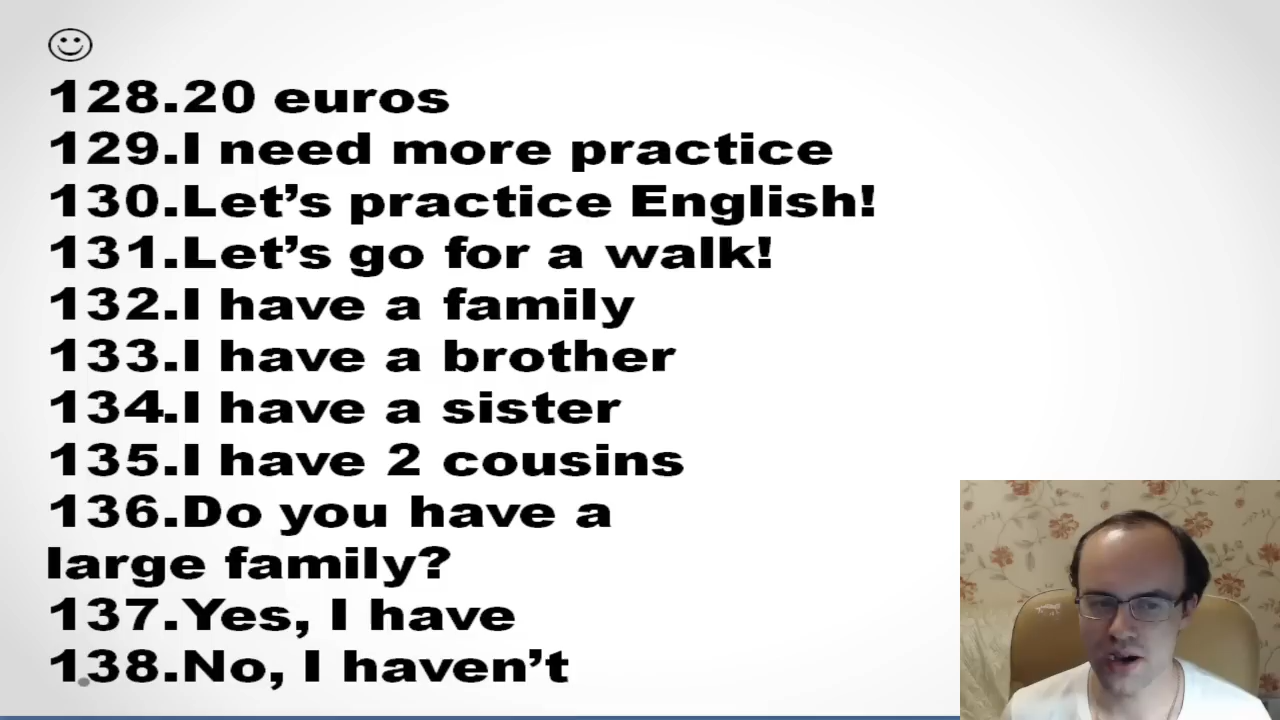 128.20 euros
129.I need more practice
130.Let’s practice English!
131.Let’s go for a walk!
132.I have a family
133.I have a brother
134.I have a sister
135.I have 2 cousins
136.Do you have a
large family?
137.Yes, I have
138.No, I haven’t